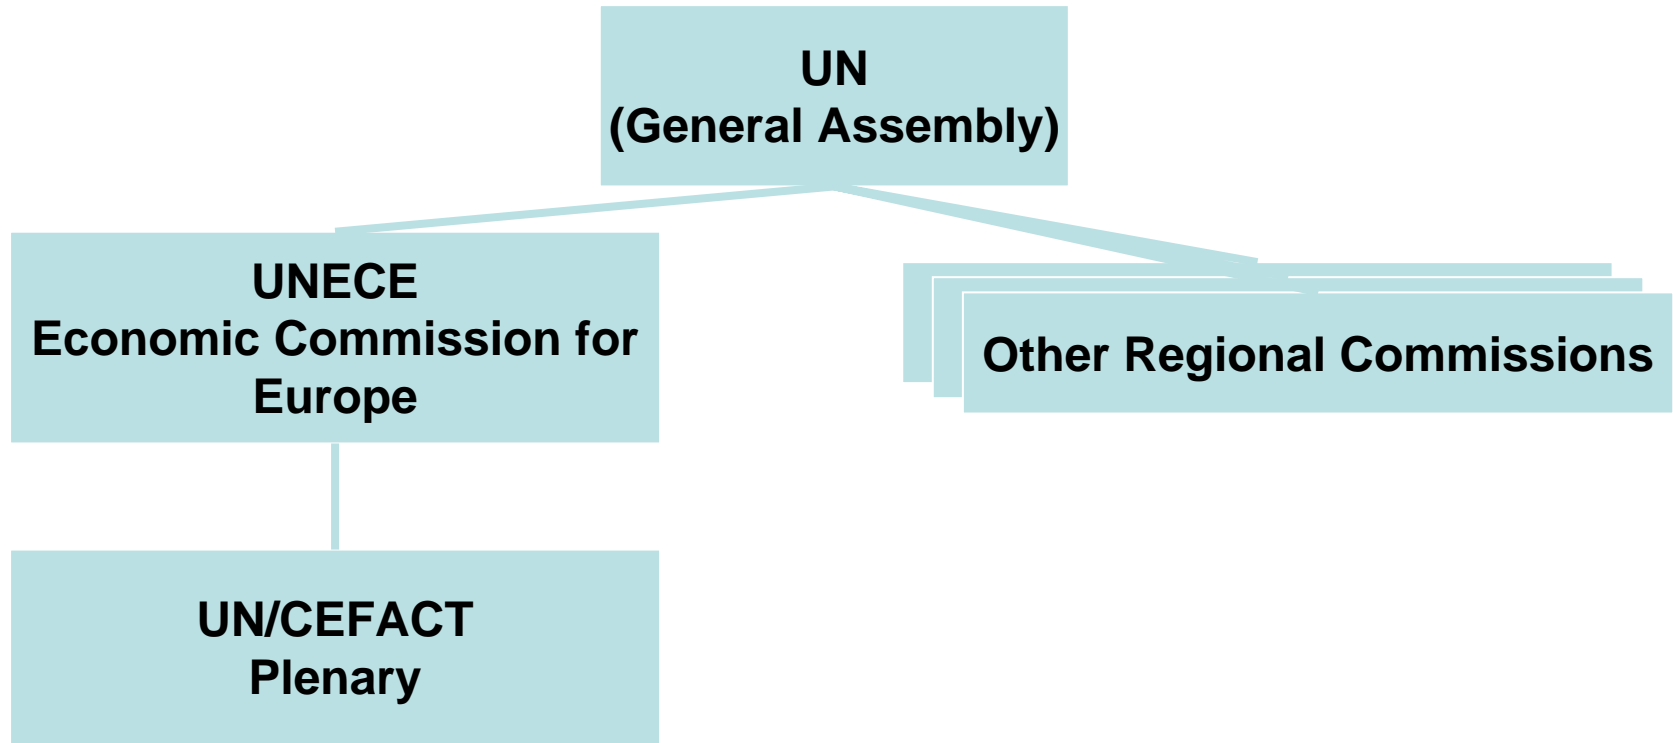 UN
(General Assembly)
UNECE
Economic Commission for
Europe
Other Regional Commissions
UN/CEFACT
Plenary